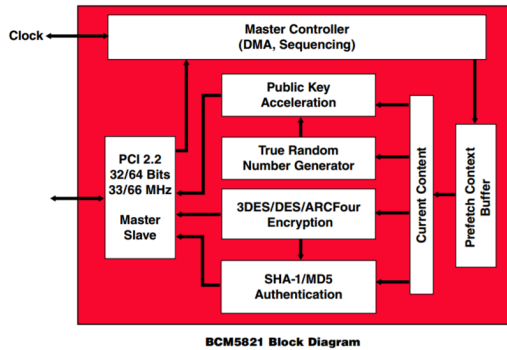 Clock
Master Controller
(DMA, Sequencing)
Public Key
Acceleration
True Random
Number Generator
PCI 2.2
32/64 Bits
33/66 MHz
Master
Slave
3DES/DES/ARCFour
Encryption
SHA-1/MD5
Authentication
Current Content
Prefetch Context
Buffer
BCM5821 Block Diagram